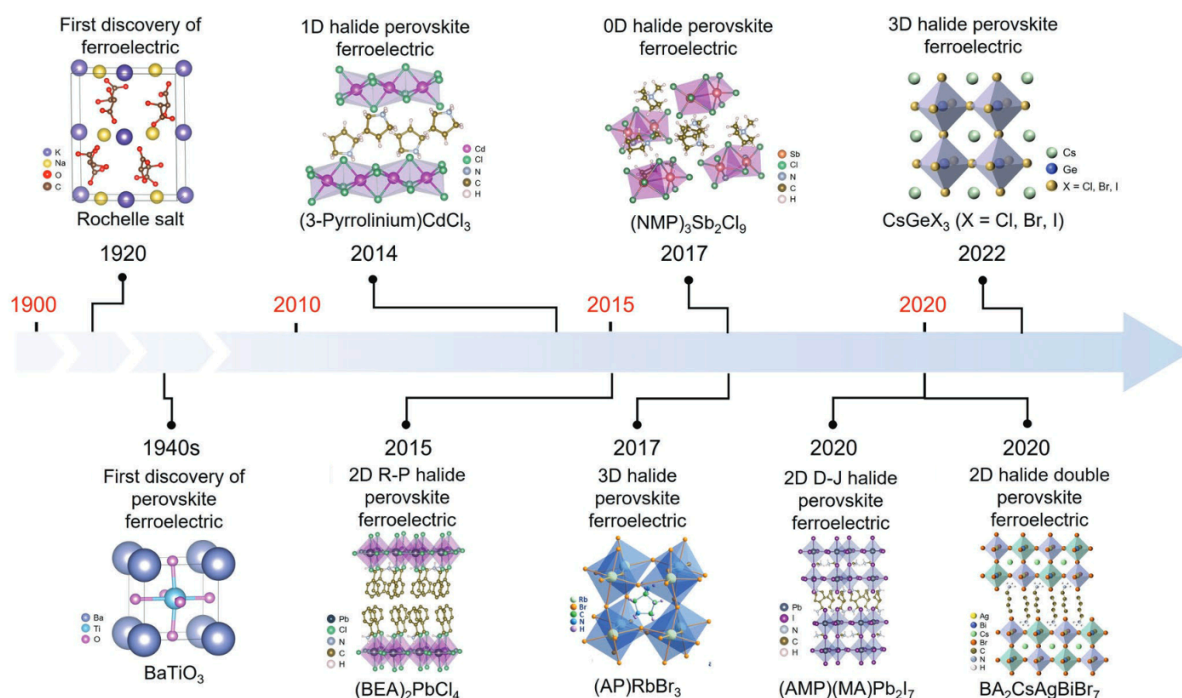 First discovery of
ferroelectric
K
Na
O
C
Rochelle salt
1920
1D halide perovskite
ferroelectric
Cd
Cl
N
C
H
(3-Pyrrolinium)CdCl₃
2014
0D halide perovskite
ferroelectric
Sb
Cl
N
C
H
(NMP)₃Sb₂Cl₉
2017
3D halide perovskite
ferroelectric
Cs
Ge
X = Cl, Br, I
CsGeX₃ (X = Cl, Br, I)
2022
1900
2010
2015
2020
1940s
First discovery of
perovskite
ferroelectric
Ba
Ti
O
BaTiO₃
2015
2D R-P halide
perovskite
ferroelectric
Pb
Cl
N
C
H
(BEA)₂PbCl₄
2017
3D halide
perovskite
ferroelectric
Rb
Br
C
N
H
(AP)RbBr₃
2020
2D D-J halide
perovskite
ferroelectric
Pb
I
N
C
H
(AMP)(MA)Pb₂I₇
2020
2D halide double
perovskite
ferroelectric
Ag
Bi
Cs
Br
C
N
H
BA₂CsAgBiBr₇